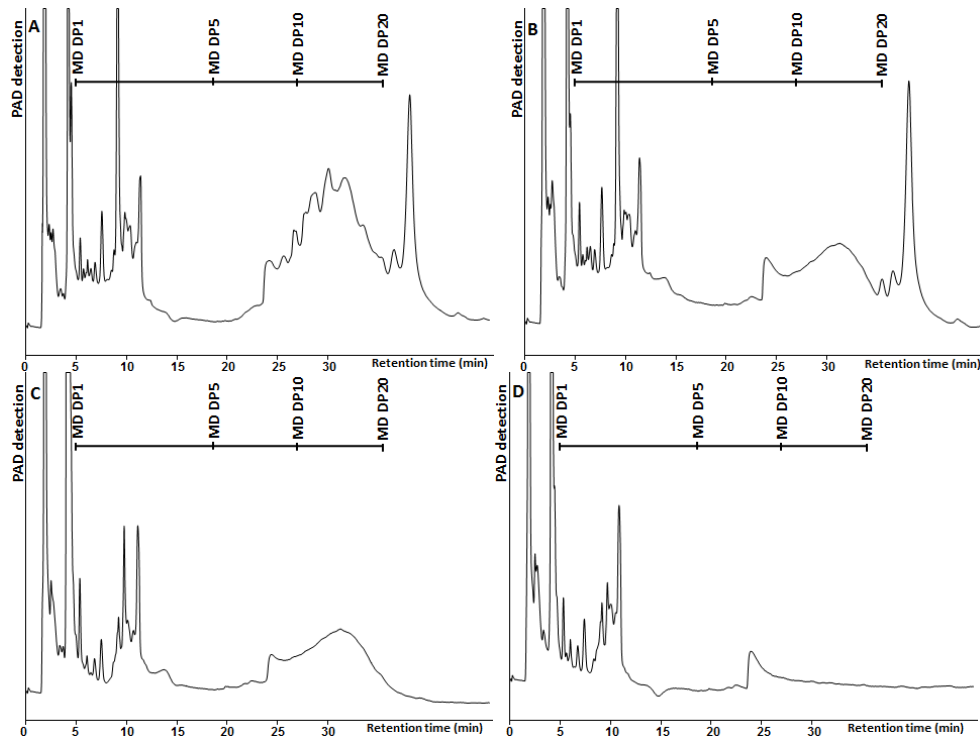 A
PAD detection
MD DP1
MD DP5
MD DP10
MD DP20
0 5 10 15 20 25 30 Retention time (min)
B
PAD detection
MD DP1
MD DP5
MD DP10
MD DP20
0 5 10 15 20 25 30 Retention time (min)
C
PAD detection
MD DP1
MD DP5
MD DP10
MD DP20
0 5 10 15 20 25 30 Retention time (min)
D
PAD detection
MD DP1
MD DP5
MD DP10
MD DP20
0 5 10 15 20 25 30 Retention time (min)